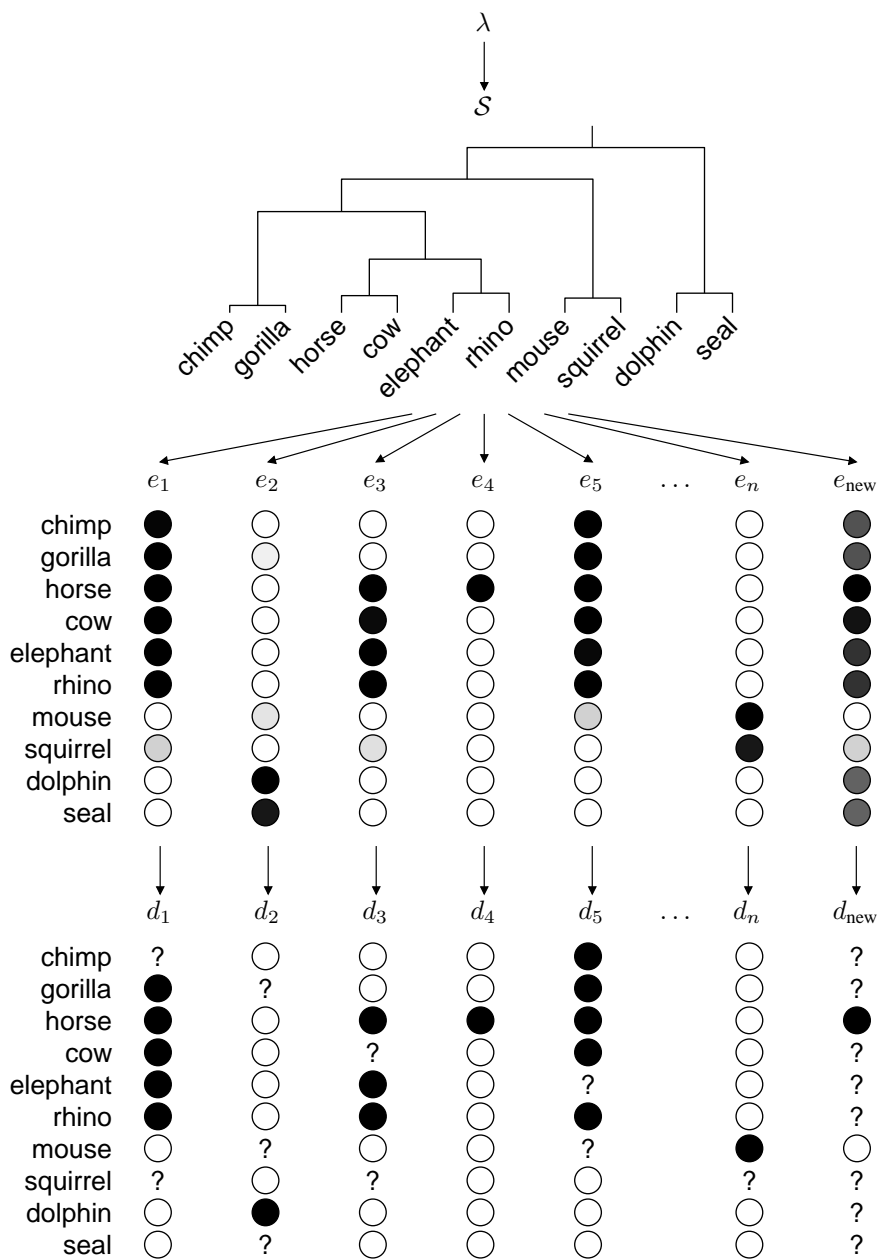 λ
S
chimp gorilla horse cow elephant rhino mouse squirrel dolphin seal
e1 e2 e3 e4 e5 ... en enew
chimp
gorilla
horse
cow
elephant
rhino
mouse
squirrel
dolphin
seal
d1 d2 d3 d4 d5 ... dn dnew
chimp ? ?
gorilla ? ?
horse
cow ? ?
elephant ? ?
rhino ?
mouse ? ?
squirrel ? ? ? ?
dolphin ?
seal ? ?